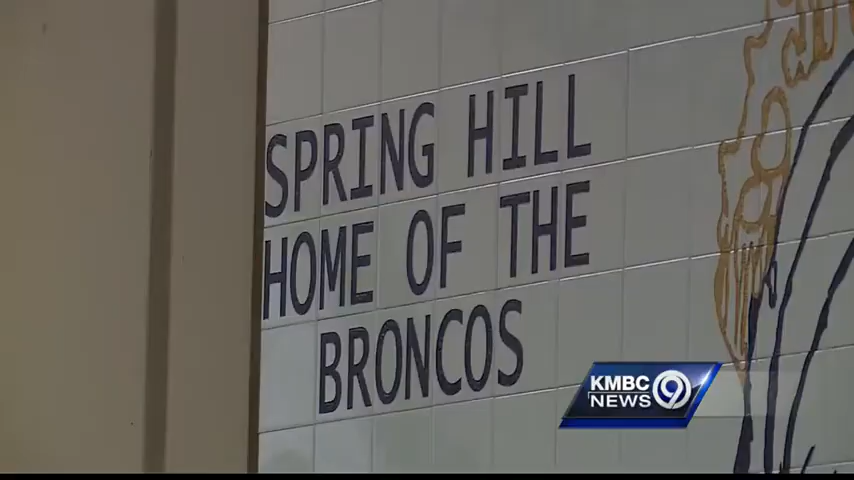 SPRING HILL
HOME OF THE
BRONCOS
KMBC 9
NEWS